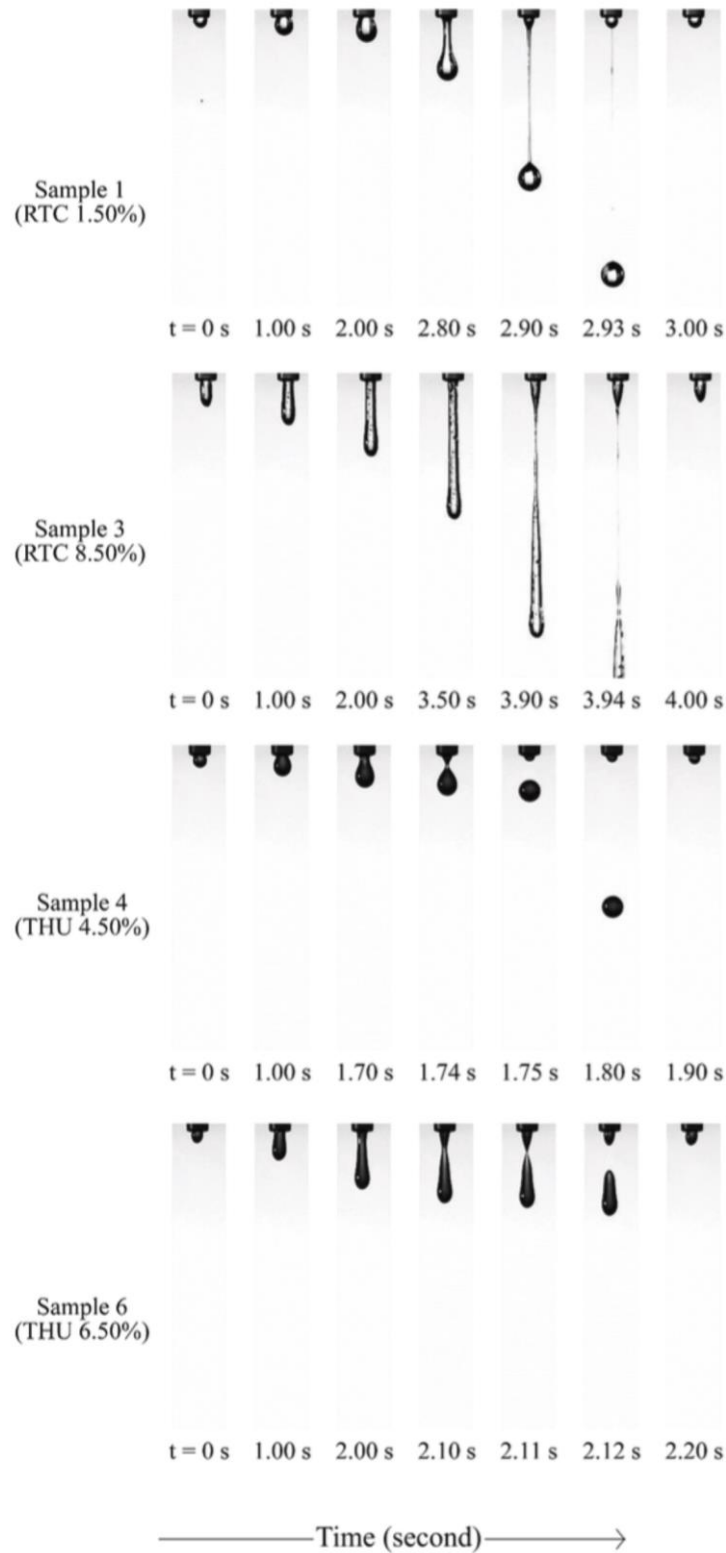 Sample 1
(RTC 1.50%)
t = 0 s 1.00 s 2.00 s 2.80 s 2.90 s 2.93 s 3.00 s
Sample 3
(RTC 8.50%)
t = 0 s 1.00 s 2.00 s 3.50 s 3.90 s 3.94 s 4.00 s
Sample 4
(THU 4.50%)
t = 0 s 1.00 s 1.70 s 1.74 s 1.75 s 1.80 s 1.90 s
Sample 6
(THU 6.50%)
t = 0 s 1.00 s 2.00 s 2.10 s 2.11 s 2.12 s 2.20 s
Time (second)